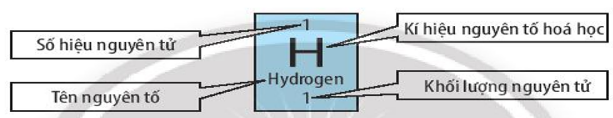 Số hiệu nguyên tử
1
Kí hiệu nguyên tố hoá học
H
Hydrogen
Tên nguyên tố
1
Khối lượng nguyên tử